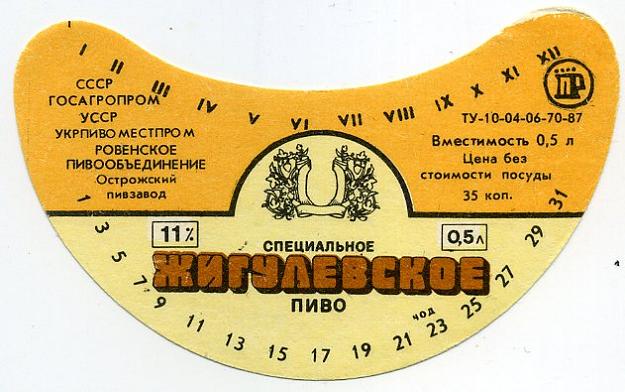 I II III IV V VI VII VIII IX X XI XII
СССР
ГОСАГРОПРОМ
УССР
УКРПИВОМЕСТПРОМ
РОВЕНСКОЕ
ПИВООБЪЕДИНЕНИЕ
Острожский
пивзавод
ПР
ТУ-10-04-06-70-87
Вместимость 0,5 л
Цена без
стоимости посуды
35 коп.
11%
0,5л
СПЕЦИАЛЬНОЕ
ЖИГУЛЕВСКОЕ
ПИВО
1 3 5 7 9 11 13 15 17 19 21 23 25 27 29 31
чод